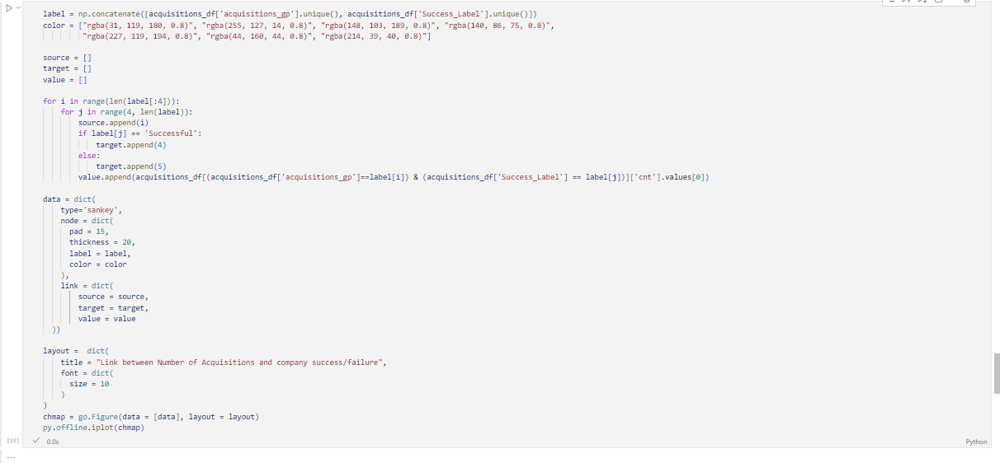 label = np.concatenate([acquisitions_df['acquisitions_gp'].unique(), acquisitions_df['Success_Label'].unique()])
color = ["rgba(31, 119, 180, 0.8)", "rgba(255, 127, 14, 0.8)", "rgba(148, 103, 189, 0.8)", "rgba(140, 86, 75, 0.8)",
"rgba(227, 119, 194, 0.8)", "rgba(44, 160, 44, 0.8)", "rgba(214, 39, 40, 0.8)"]
source = []
target = []
value = []
for i in range(len(label[:4])):
for j in range(4, len(label)):
source.append(i)
if label[j] == 'Successful':
target.append(4)
else:
target.append(5)
value.append(acquisitions_df[(acquisitions_df['acquisitions_gp']==label[i]) & (acquisitions_df['Success_Label'] == label[j])]['cnt'].values[0])
data = dict(
type='sankey',
node = dict(
pad = 15,
thickness = 20,
label = label,
color = color
),
link = dict(
source = source,
target = target,
value = value
))
layout =  dict(
title = "Link between Number of Acquisitions and company success/failure",
font = dict(
size = 10
)
)
chmap = go.Figure(data = [data], layout = layout)
py.offline.iplot(chmap)
[19] 0.0s Python
...